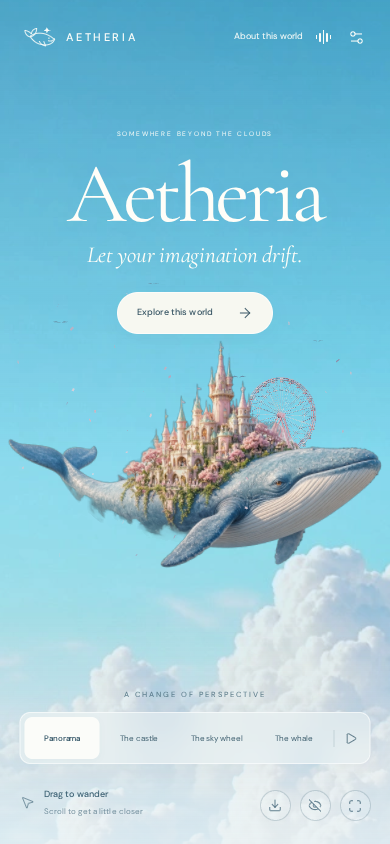 AETHERIA
About this world
SOMEWHERE BEYOND THE CLOUDS
Aetheria
Let your imagination drift.
Explore this world
A CHANGE OF PERSPECTIVE
Panorama
The castle
The sky wheel
The whale
Drag to wander
Scroll to get a little closer